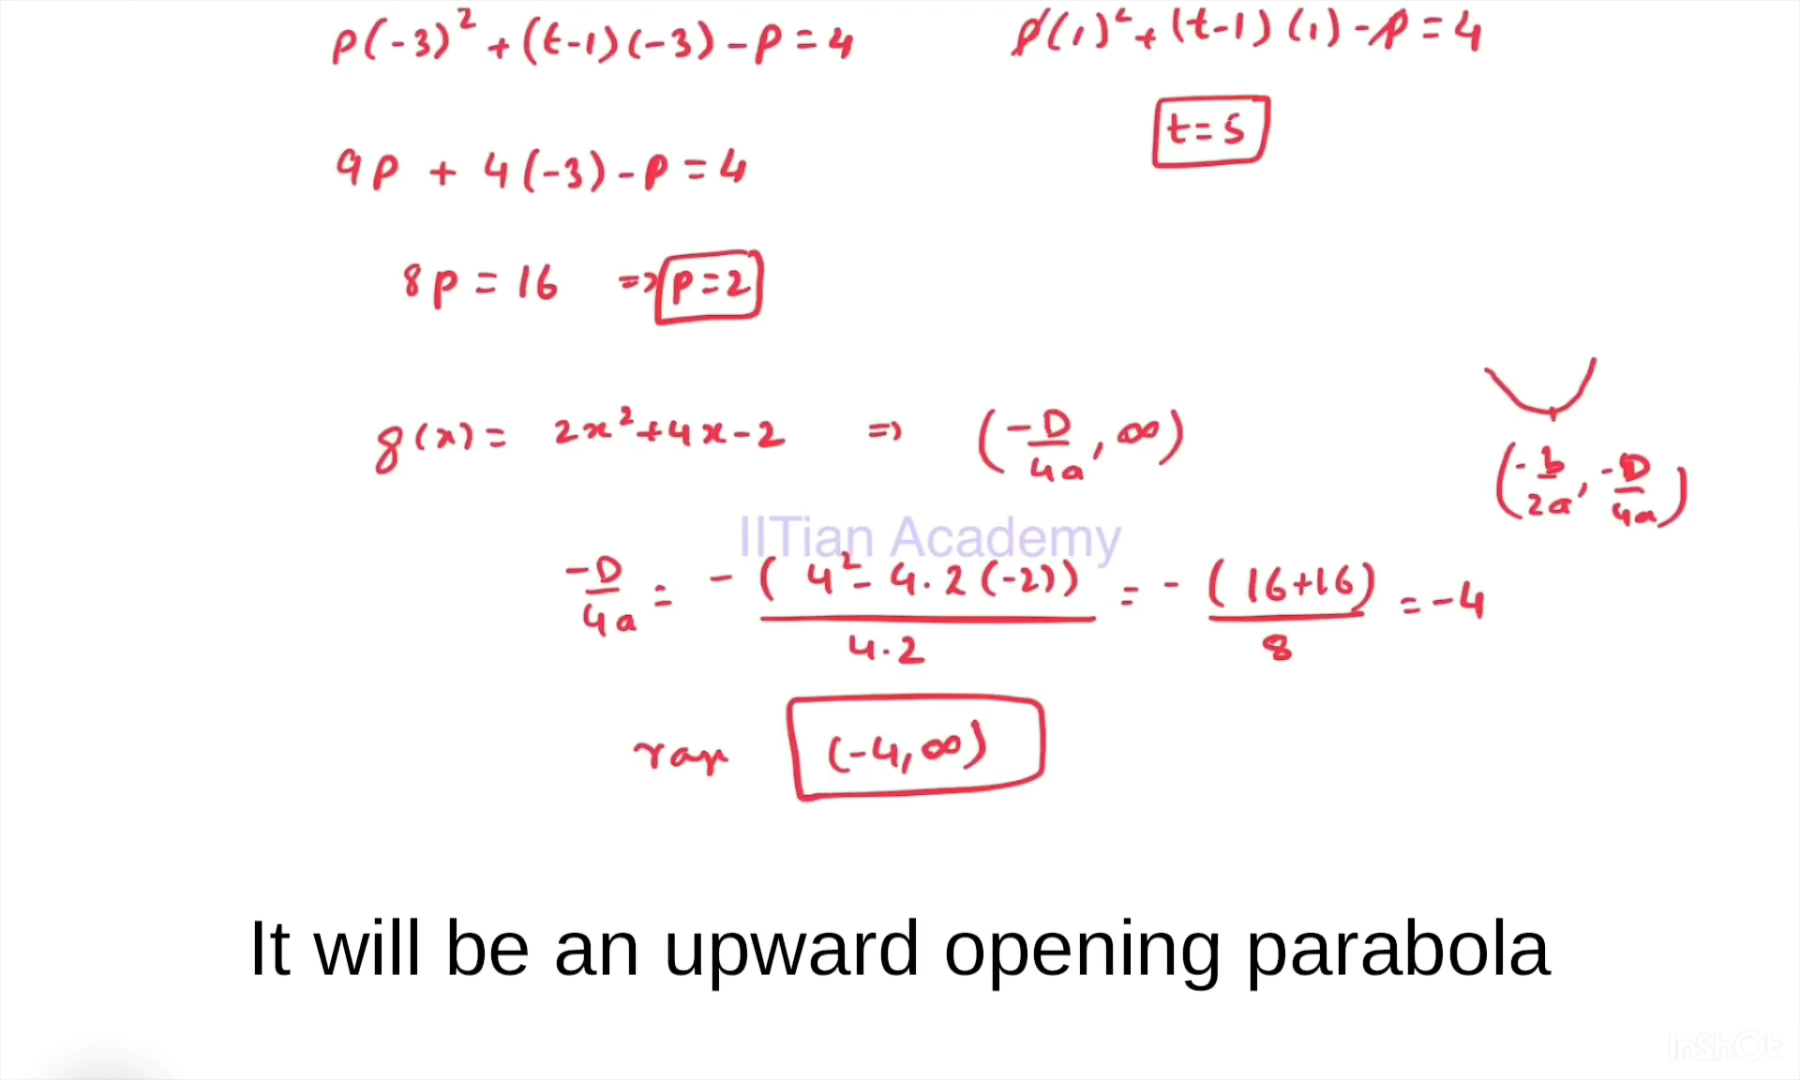 p(-3)² + (t-1)(-3) - p = 4
p(1)² + (t-1)(1) - p = 4
t = 5
9p + 4(-3) - p = 4
8p = 16 => p = 2
g(x) = 2x² + 4x - 2 => (-D/4a, ∞)
(-b/2a, -D/4a)
IITian Academy
-D/4a = -(4² - 4·2(-2))/4·2 = -(16+16)/8 = -4
(-4, ∞)
It will be an upward opening parabola
InShOt